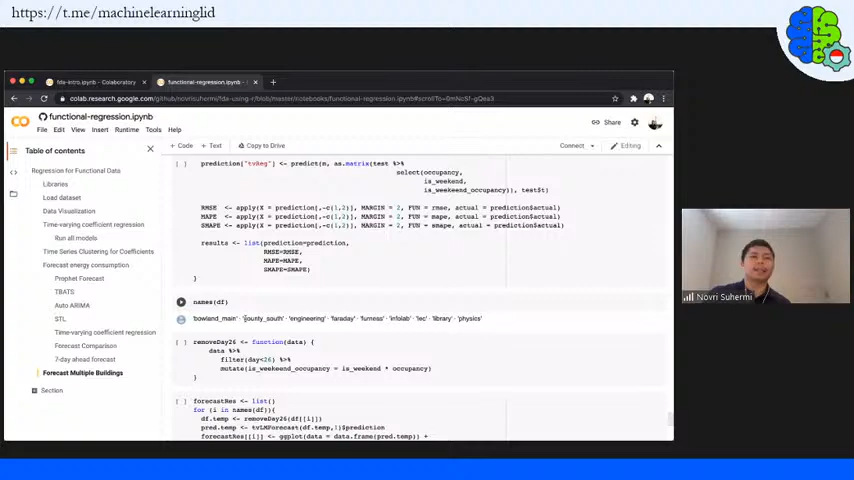 https://t.me/machinelearninglid
fda-intro.ipynb - Colaboratory
functional-regression.ipynb -
colab.research.google.com/github/novrisuhermi/fda-using-r/blob/master/notebooks/functional-regression.ipynb#scrollTo=
functional-regression.ipynb
Share
File Edit View Insert Runtime Tools Help
Table of contents
+ Code + Text Copy to Drive
Connect
Editing
Regression for Functional Data
Libraries
Load dataset
Data Visualization
Time-varying coefficient regression
Run all models
Time Series Clustering for Coefficients
Forecast energy consumption
Prophet Forecast
TBATS
Auto ARIMA
STL
Time-varying coefficient regression
Forecast Comparison
7-day ahead forecast
Forecast Multiple Buildings
Section
[ ] prediction["tvReg"] <- predict(m, as.matrix(test %>%
select(occupancy,
is_weekend,
is_weekeend_occupancy)), test$t)
RMSE <- apply(X = prediction[,-c(1,2)], MARGIN = 2, FUN = rmse, actual = prediction$actual)
MAPE <- apply(X = prediction[,-c(1,2)], MARGIN = 2, FUN = mape, actual = prediction$actual)
SMAPE <- apply(X = prediction[,-c(1,2)], MARGIN = 2, FUN = smape, actual = prediction$actual)
results <- list(prediction=prediction,
RMSE=RMSE,
MAPE=MAPE,
SMAPE=SMAPE)
}
names(df)
'bowland_main' · 'county_south' · 'engineering' · 'faraday' · 'furness' · 'infolab' · 'lec' · 'library' · 'physics'
[ ] removeDay26 <- function(data) {
data %>%
filter(day<26) %>%
mutate(is_weekeend_occupancy = is_weekend * occupancy)
}
[ ] forecastRes <- list()
for (i in names(df)){
df.temp <- removeDay26(df[[i]])
pred.temp <- tvLMForecast(df.temp,1)$prediction
forecastRes[[i]] <- ggplot(data = data.frame(pred.temp)) +
Novri Suhermi